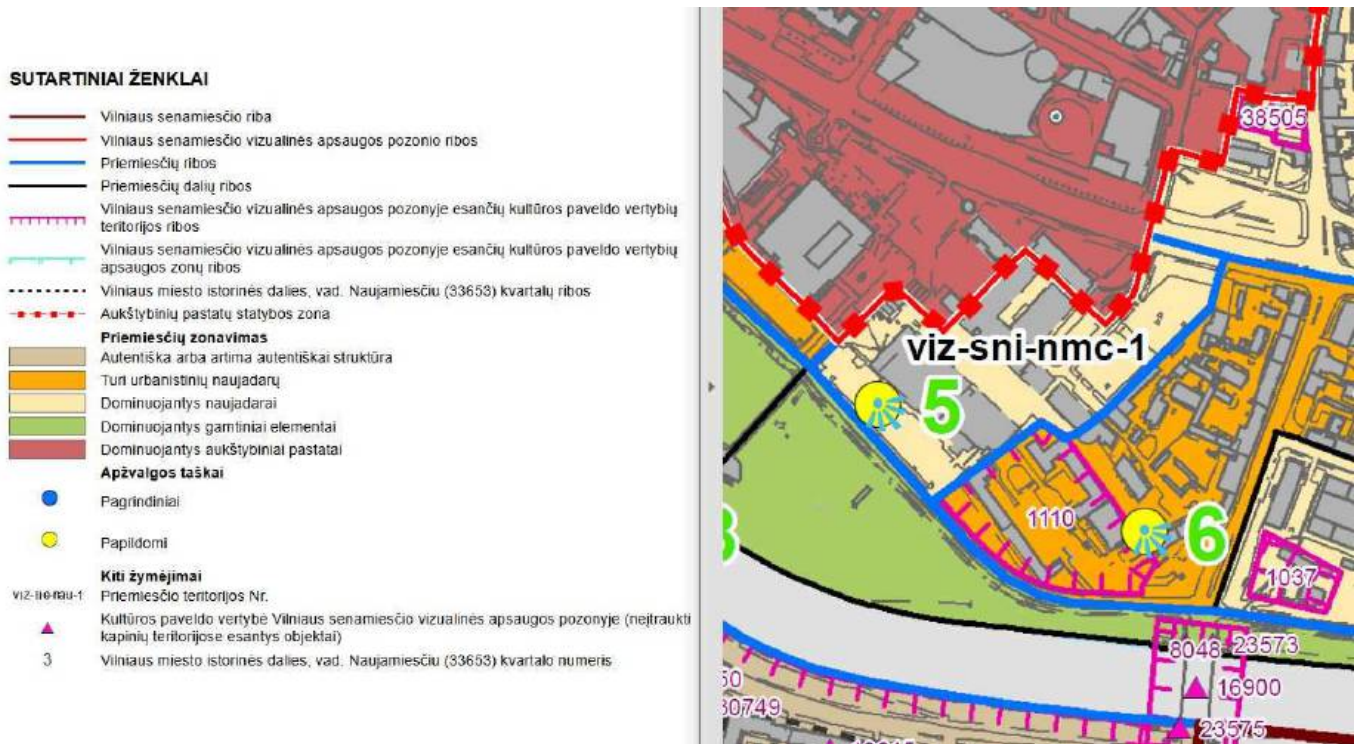 SUTARTINIAI ŽENKLAI
Vilniaus senamiesčio riba
Vilniaus senamiesčio vizualinės apsaugos pozonio ribos
Priemiesčių ribos
Priemiesčių dalių ribos
Vilniaus senamiesčio vizualinės apsaugos pozonyje esančių kultūros paveldo vertybių
teritorijos ribos
Vilniaus senamiesčio vizualinės apsaugos pozonyje esančių kultūros paveldo vertybių
apsaugos zonų ribos
Vilniaus miesto istorinės dalies, vad. Naujamiesčiu (33653) kvartalų ribos
Aukštybinių pastatų statybos zona
Priemiesčių zonavimas
Autentiška arba artima autentiškai struktūra
Turi urbanistinių naujadarų
Dominuojantys naujadarai
Dominuojantys gamtiniai elementai
Dominuojantys aukštybiniai pastatai
Apžvalgos taškai
Pagrindiniai
Papildomi
Kiti žymėjimai
Priemiesčio teritorijos Nr.
Kultūros paveldo vertybė Vilniaus senamiesčio vizualinės apsaugos pozonyje (neįtraukti
kapinių teritorijose esantys objektai)
3 Vilniaus miesto istorinės dalies, vad. Naujamiesčiu (33653) kvartalo numeris
38505
viz-sni-nmc-1
5
1110
6
1037
8048 23573
16900
30749
23575